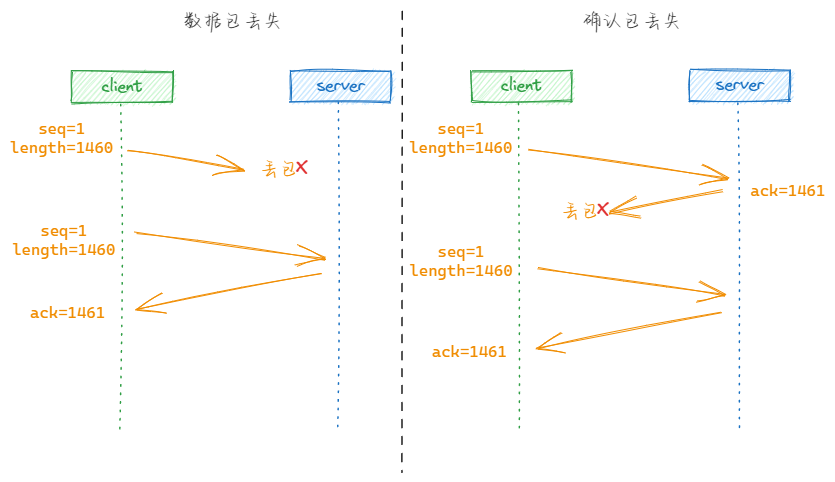 数据包丢失
client
server
seq=1
length=1460
丢包X
seq=1
length=1460
ack=1461
确认包丢失
client
server
seq=1
length=1460
ack=1461
丢包X
seq=1
length=1460
ack=1461